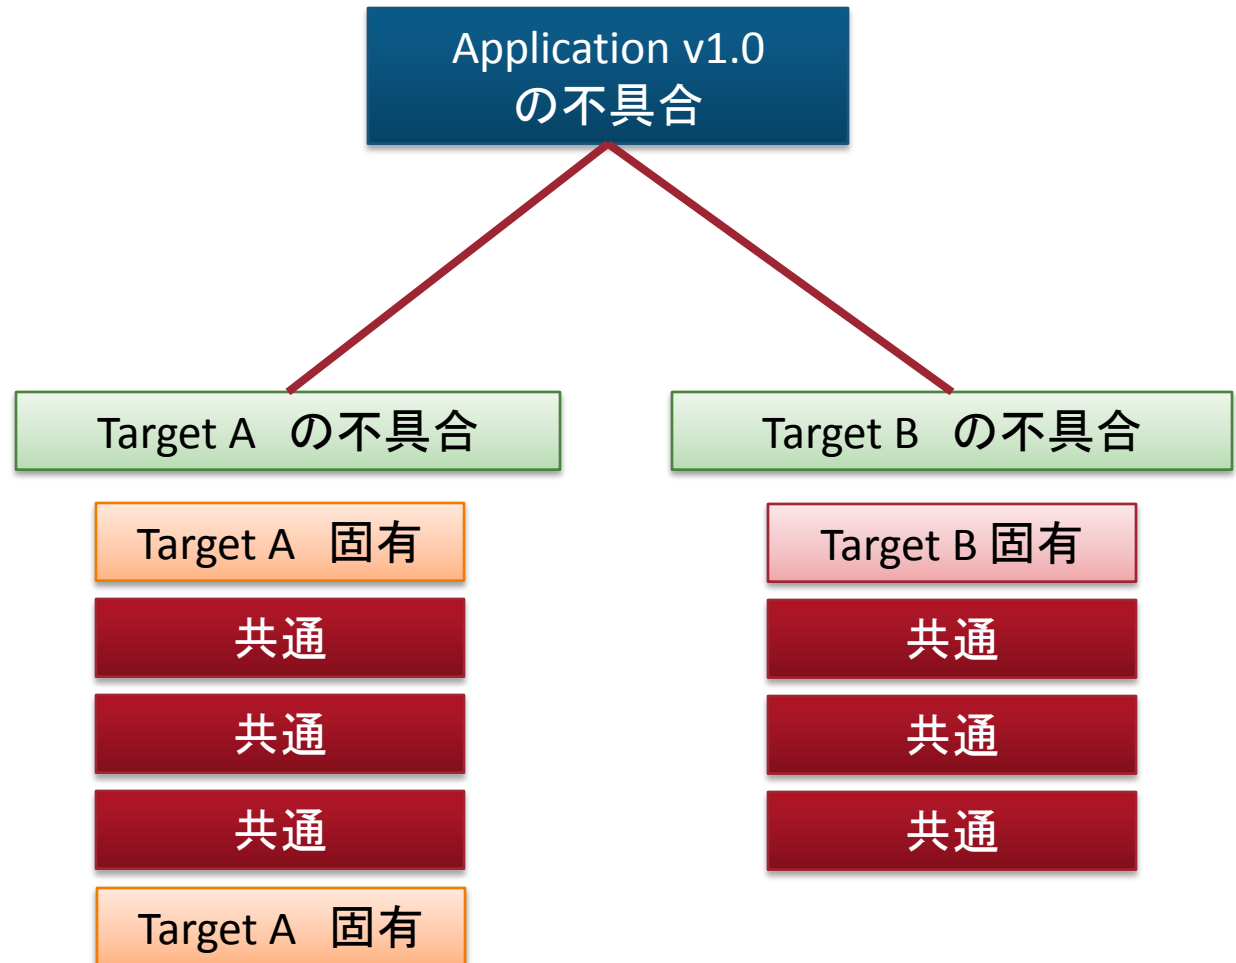 Application v1.0
の不具合
Target A の不具合
Target B の不具合
Target A 固有
Target B 固有
共通
共通
共通
共通
共通
共通
Target A 固有